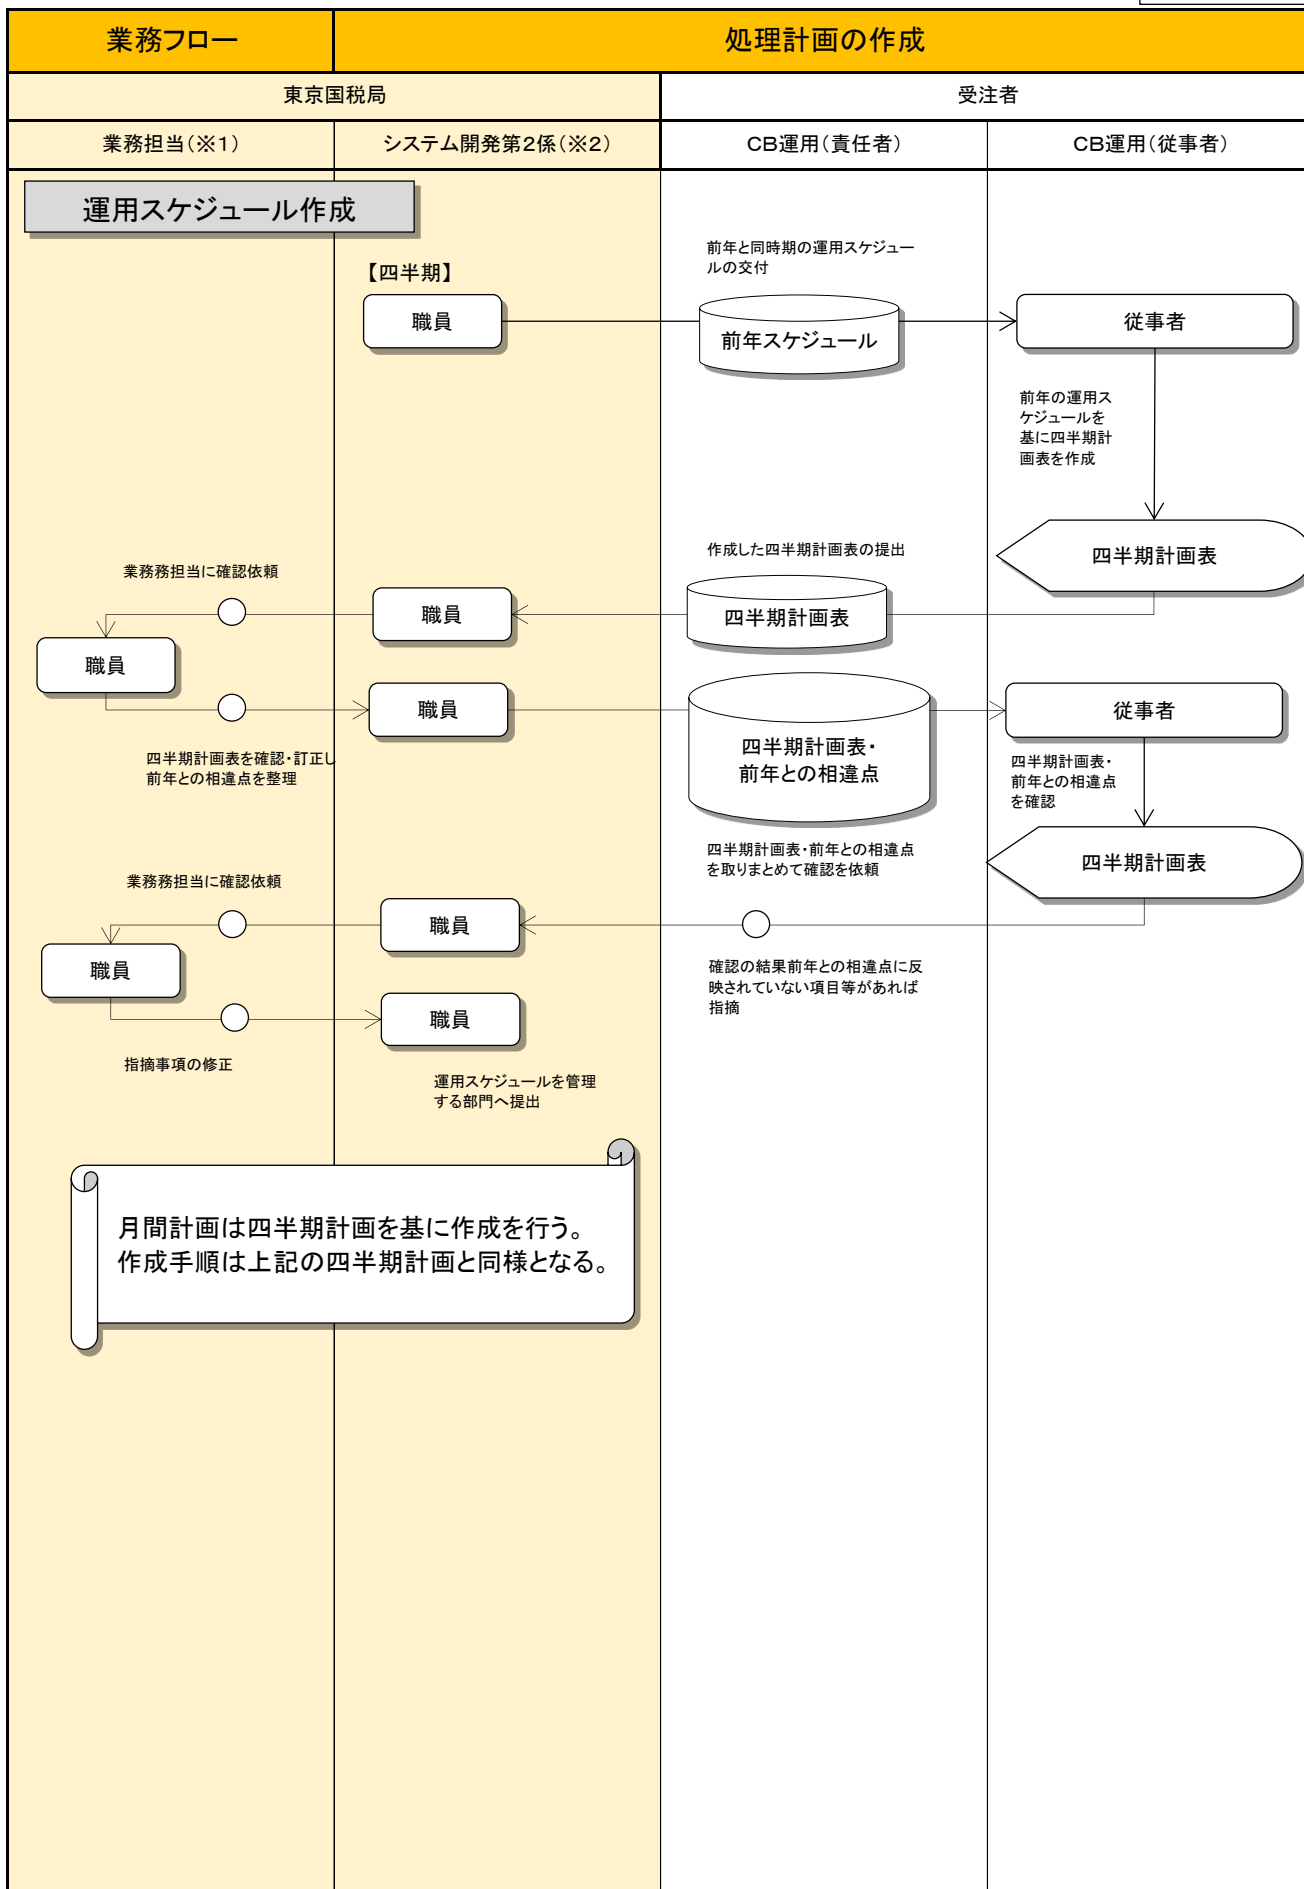 業務フロー
処理計画の作成
東京国税局
受注者
業務担当（※1）
システム開発第2係（※2）
CB運用（責任者）
CB運用（従事者）
運用スケジュール作成
【四半期】
前年と同時期の運用スケジュー
ルの交付
職員
前年スケジュール
従事者
前年の運用ス
ケジュールを
基に四半期計
画表を作成
四半期計画表
作成した四半期計画表の提出
業務務担当に確認依頼
職員
四半期計画表
職員
職員
四半期計画表・
前年との相違点
従事者
四半期計画表を確認・訂正し
前年との相違点を整理
四半期計画表・
前年との相違点
を確認
四半期計画表・前年との相違点
を取りまとめて確認を依頼
四半期計画表
業務務担当に確認依頼
職員
職員
確認の結果前年との相違点に反
映されていない項目等があれば
指摘
職員
指摘事項の修正
運用スケジュールを管理
する部門へ提出
月間計画は四半期計画を基に作成を行う。
作成手順は上記の四半期計画と同様となる。